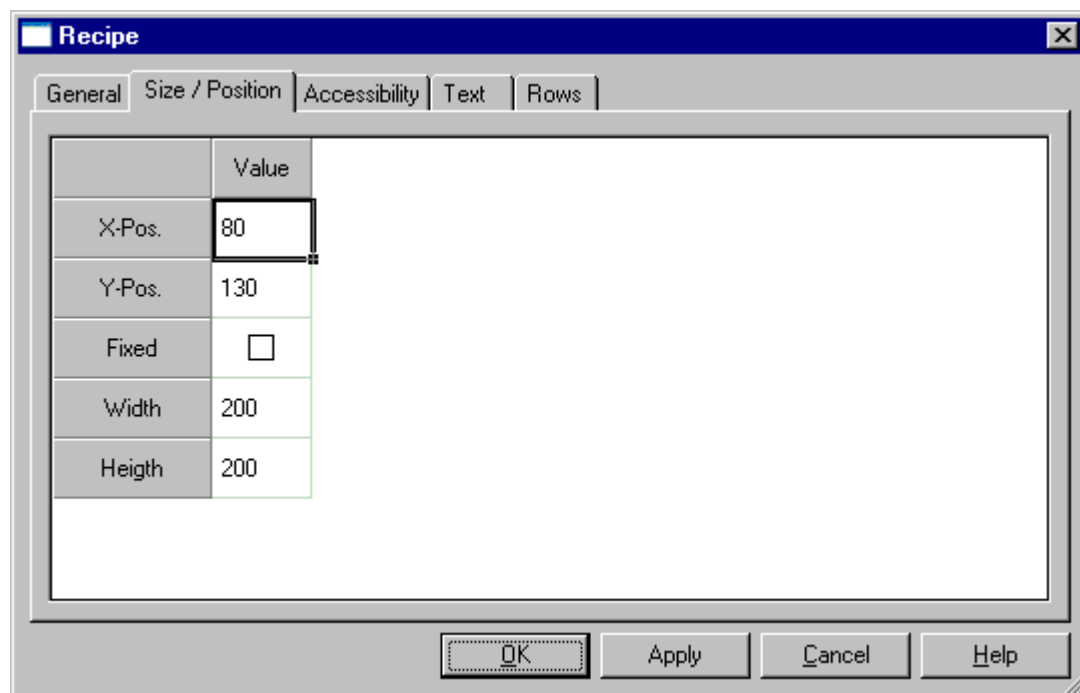 Recipe
General Size / Position Accessibility Text Rows
Value
X-Pos. 80
Y-Pos. 130
Fixed
Width 200
Heigth 200
OK Apply Cancel Help